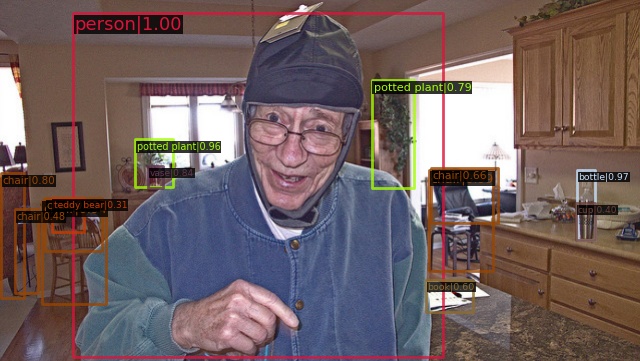 person|1.00
potted plant|0.79
potted plant|0.96
vase|0.84
chair|0.80
chair|0.66
bottle|0.97
teddy bear|0.31
chair|0.48
cup|0.40
book|0.60